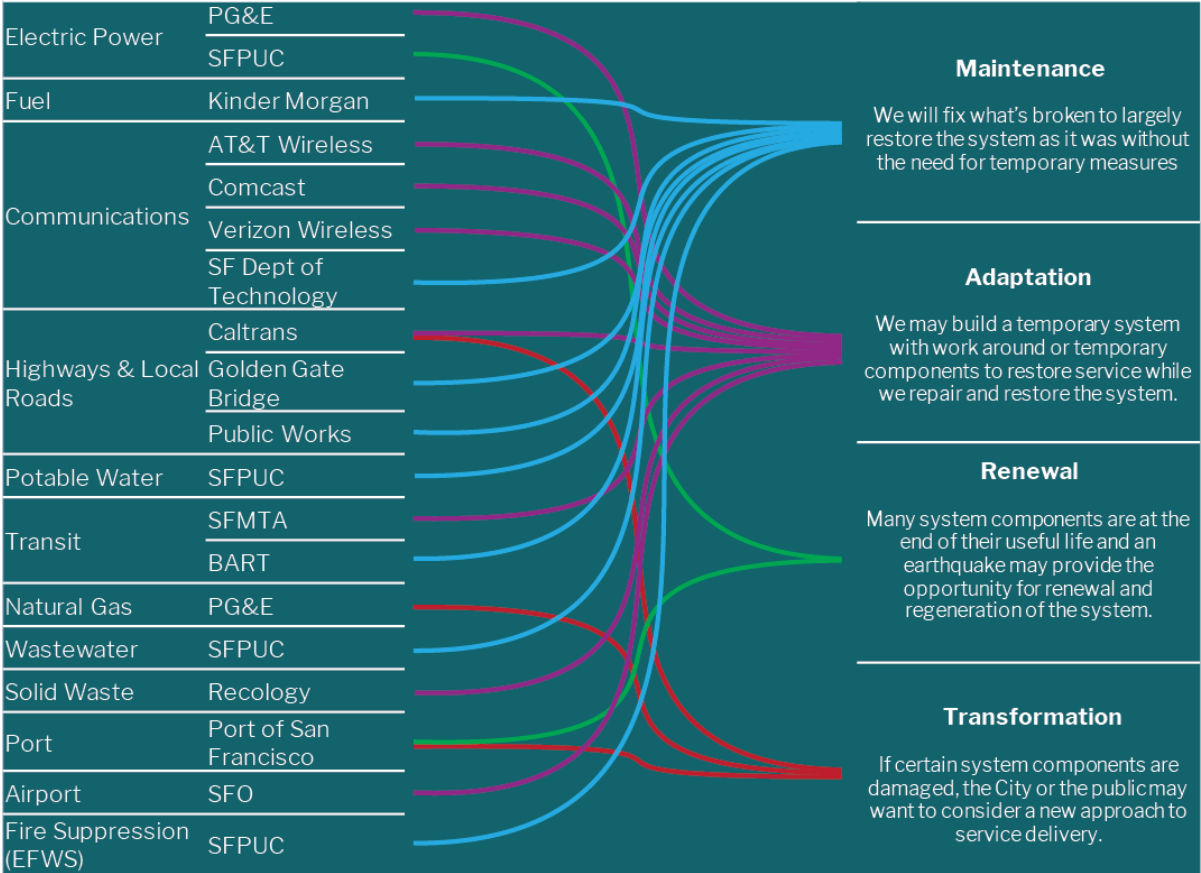 Electric Power
PG&E
SFPUC
Fuel
Kinder Morgan
Communications
AT&T Wireless
Comcast
Verizon Wireless
SF Dept of
Technology
Highways & Local
Roads
Caltrans
Golden Gate
Bridge
Public Works
Potable Water
SFPUC
Transit
SFMTA
BART
Natural Gas
PG&E
Wastewater
SFPUC
Solid Waste
Recology
Port
Port of San
Francisco
Airport
SFO
Fire Suppression
(EFWS)
SFPUC
Maintenance
We will fix what's broken to largely
restore the system as it was without
the need for temporary measures
Adaptation
We may build a temporary system
with work around or temporary
components to restore service while
we repair and restore the system.
Renewal
Many system components are at the
end of their useful life and an
earthquake may provide the
opportunity for renewal and
regeneration of the system.
Transformation
If certain system components are
damaged, the City or the public may
want to consider a new approach to
service delivery.